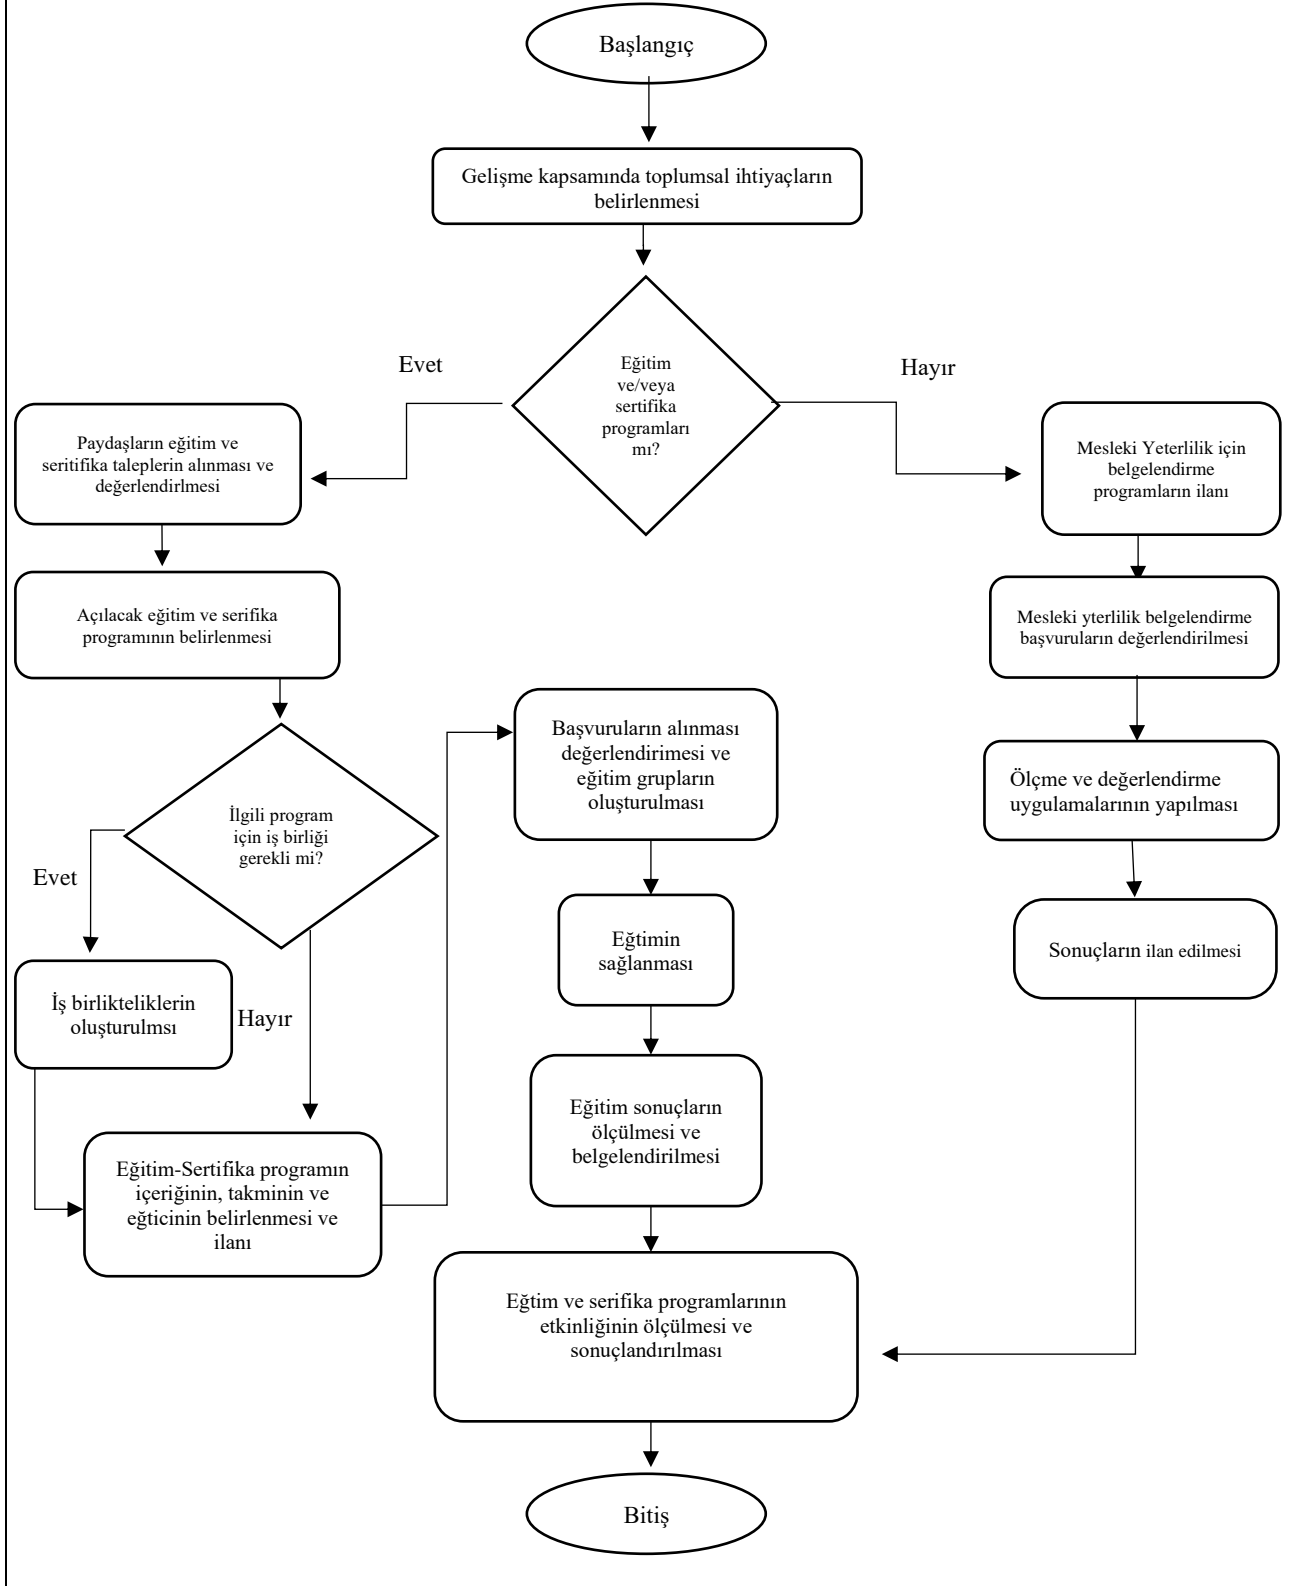 Başlangıç
Gelişme kapsamında toplumsal ihtiyaçların
belirlenmesi
Evet
Eğitim
ve/veya
sertifika
programları
mı?
Hayır
Paydaşların eğitim ve
seritifika taleplerin alınması ve
değerlendirlmesi
Mesleki Yeterlilik için
belgelendirme
programların ilanı
Açılacak eğitim ve serifika
programının belirlenmesi
Mesleki yterlilik belgelendirme
başvuruların değerlendirilmesi
İlgili program
için iş birliği
gerekli mi?
Evet
Hayır
İş birlikteliklerin
oluşturulmsı
Eğitim-Sertifika programın
içeriğinin, takminin ve
eğticinin belirlenmesi ve
ilanı
Başvuruların alınması
değerlendirimesi ve
eğitim grupların
oluşturulması
Eğtimin
sağlanması
Eğitim sonuçların
ölçülmesi ve
belgelendirilmesi
Ölçme ve değerlendirme
uygulamalarının yapılması
Sonuçların ilan edilmesi
Eğtim ve serifika programlarının
etkinliğinin ölçülmesi ve
sonuçlandırılması
Bitiş